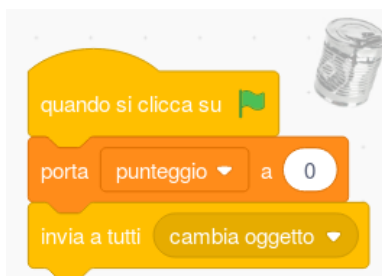 quando si clicca su
porta punteggio a 0
invia a tutti cambia oggetto